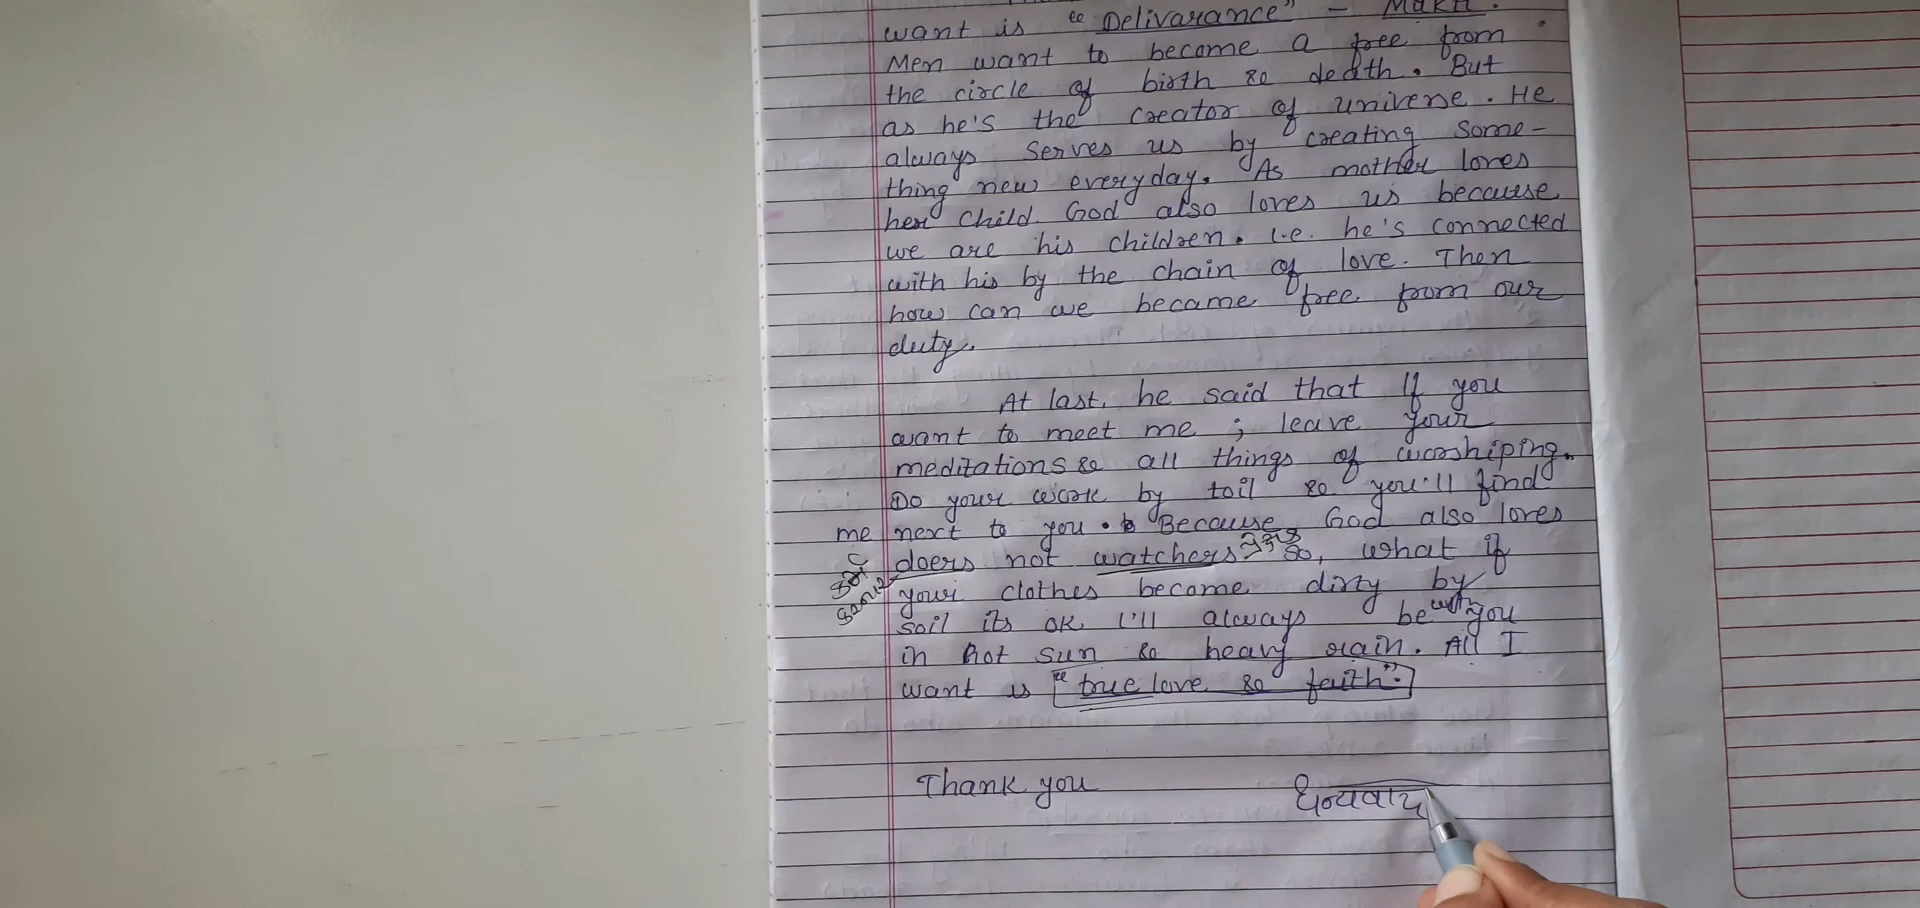 want is "Delivarance" - Mukti.
Men want to become a free from
the circle of birth & death. But
as he's the creator of universe. He
always serves us by creating some-
thing new everyday. As mother loves
her child. God also loves us because
we are his children. i.e. he's connected
with his by the chain of love. Then
how can we became free from our
duty.
At last, he said that If you
want to meet me ; leave your
meditations & all things of worshiping.
Do your work by toil & you'll find
me next to you. Because God also loves
doers not watchers So, what if
your clothes become dirty by
soil its ok I'll always be with you
in hot sun & heavy rain. All I
want is "true love & faith."
Thank you धन्यवाद